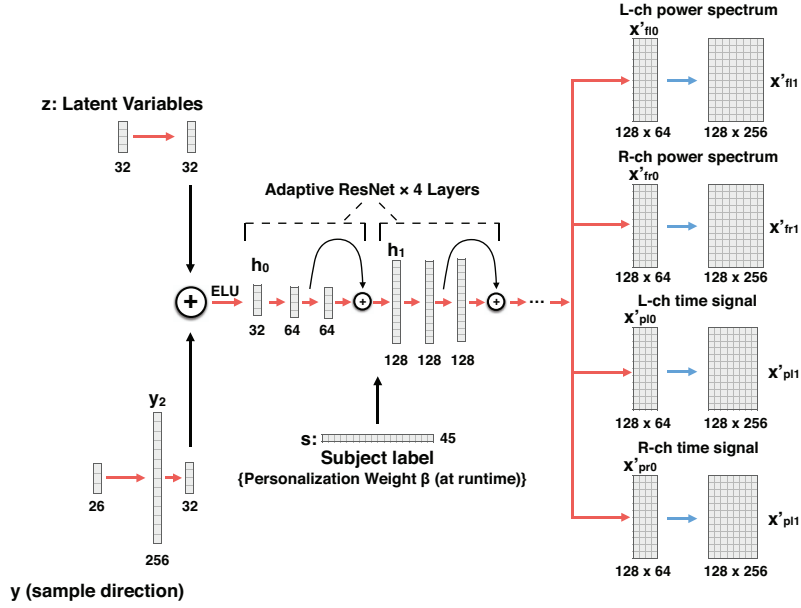 L-ch power spectrum
x'fl0
x'fl1
128 x 64
128 x 256
z: Latent Variables
32
32
R-ch power spectrum
x'fr0
x'fr1
128 x 64
128 x 256
Adaptive ResNet × 4 Layers
h0
h1
ELU
+
+
+
...
32
64
64
128
128
128
L-ch time signal
x'pl0
x'pl1
128 x 64
128 x 256
y2
s:
45
Subject label
{Personalization Weight β (at runtime)}
26
32
256
R-ch time signal
x'pr0
x'pl1
128 x 64
128 x 256
y (sample direction)